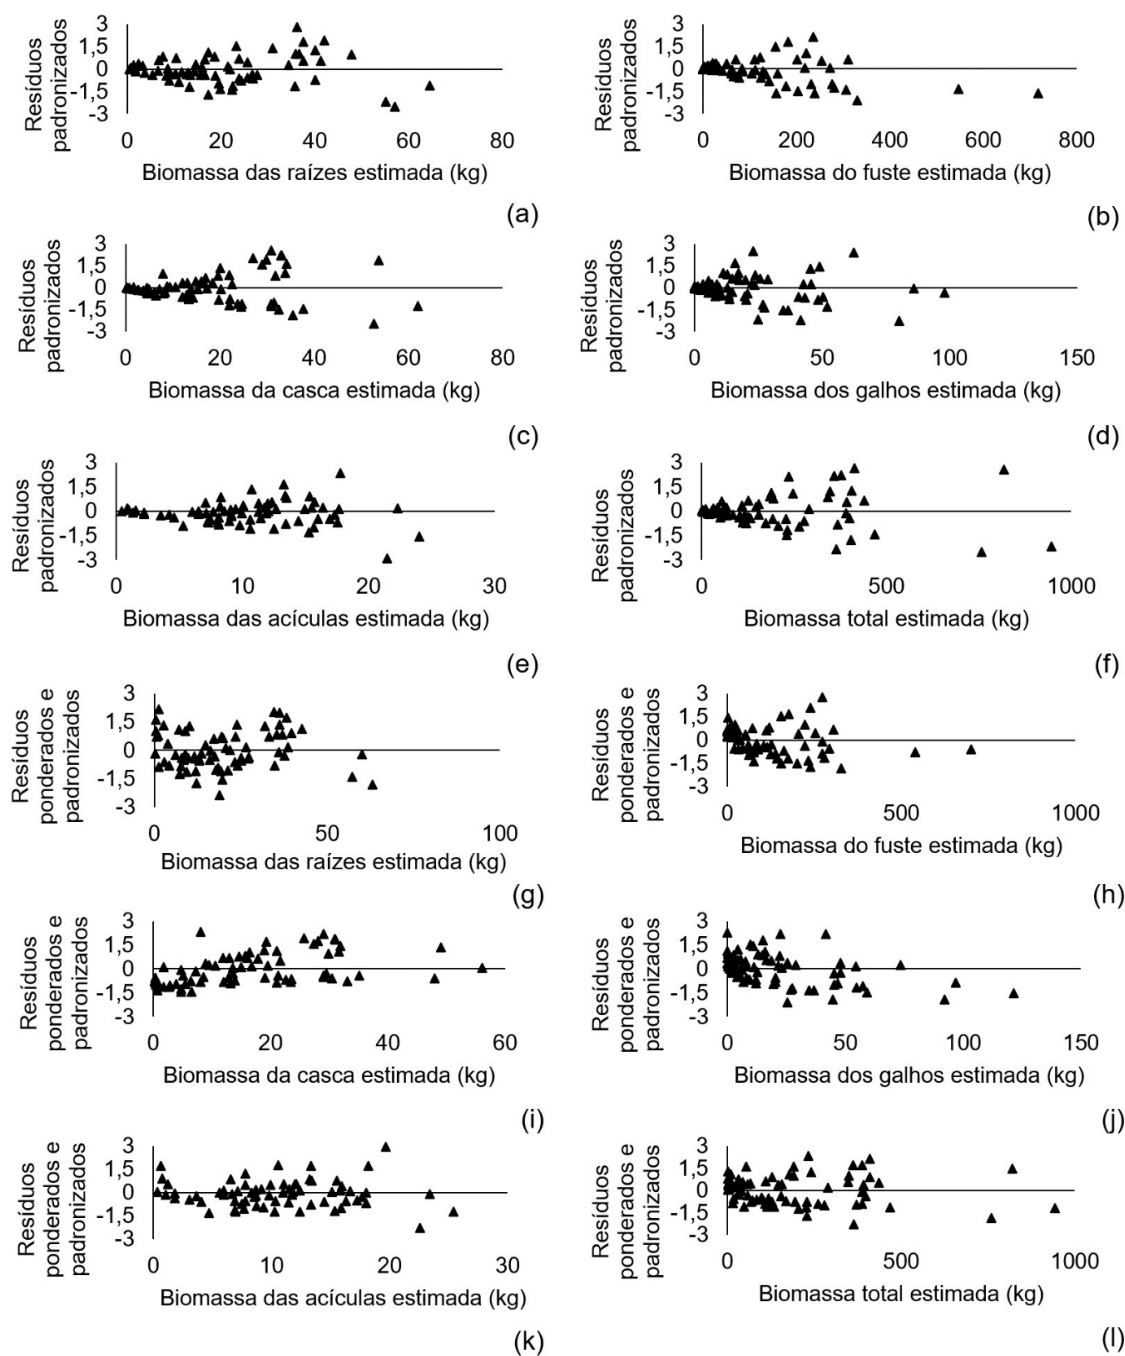 Resíduos
padronizados
3
1,5
0
-1,5
-3
0 20 40 60 80
Biomassa das raízes estimada (kg)
(a)
Resíduos
padronizados
3
1,5
0
-1,5
-3
0 200 400 600 800
Biomassa do fuste estimada (kg)
(b)
Resíduos
padronizados
3
1,5
0
-1,5
-3
0 20 40 60 80
Biomassa da casca estimada (kg)
(c)
Resíduos
padronizados
3
1,5
0
-1,5
-3
0 50 100 150
Biomassa dos galhos estimada (kg)
(d)
Resíduos
padronizados
3
1,5
0
-1,5
-3
0 10 20 30
Biomassa das acículas estimada (kg)
(e)
Resíduos
padronizados
3
1,5
0
-1,5
-3
0 500 1000
Biomassa total estimada (kg)
(f)
Resíduos
ponderados e
padronizados
3
1,5
0
-1,5
-3
0 50 100
Biomassa das raízes estimada (kg)
(g)
Resíduos
ponderados e
padronizados
3
1,5
0
-1,5
-3
0 500 1000
Biomassa do fuste estimada (kg)
(h)
Resíduos
ponderados e
padronizados
3
1,5
0
-1,5
-3
0 20 40 60
Biomassa da casca estimada (kg)
(i)
Resíduos
ponderados e
padronizados
3
1,5
0
-1,5
-3
0 50 100 150
Biomassa dos galhos estimada (kg)
(j)
Resíduos
ponderados e
padronizados
3
1,5
0
-1,5
-3
0 10 20 30
Biomassa das acículas estimada (kg)
(k)
Resíduos
ponderados e
padronizados
3
1,5
0
-1,5
-3
0 500 1000
Biomassa total estimada (kg)
(l)